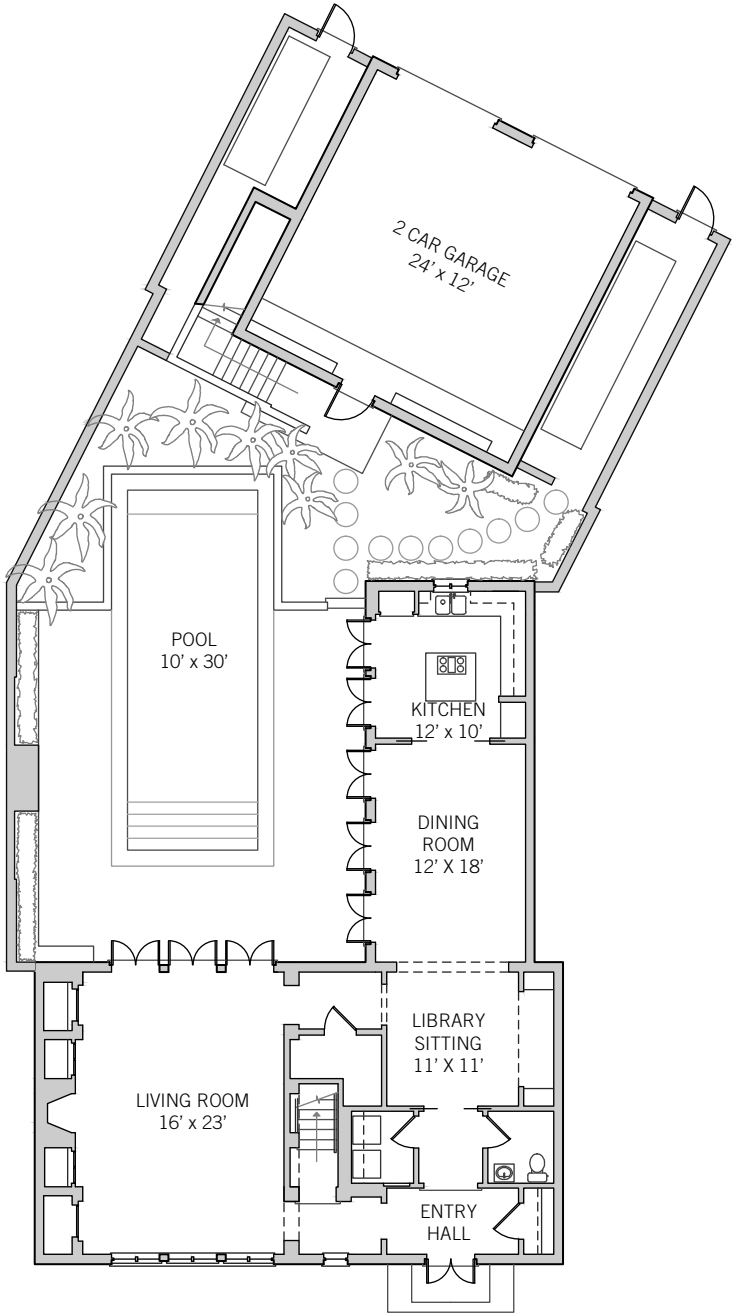 2 CAR GARAGE
24’ x 12’
POOL
10’ x 30’
KITCHEN
12’ x 10’
DINING
ROOM
12’ X 18’
LIBRARY
SITTING
11’ X 11’
LIVING ROOM
16’ x 23’
ENTRY
HALL